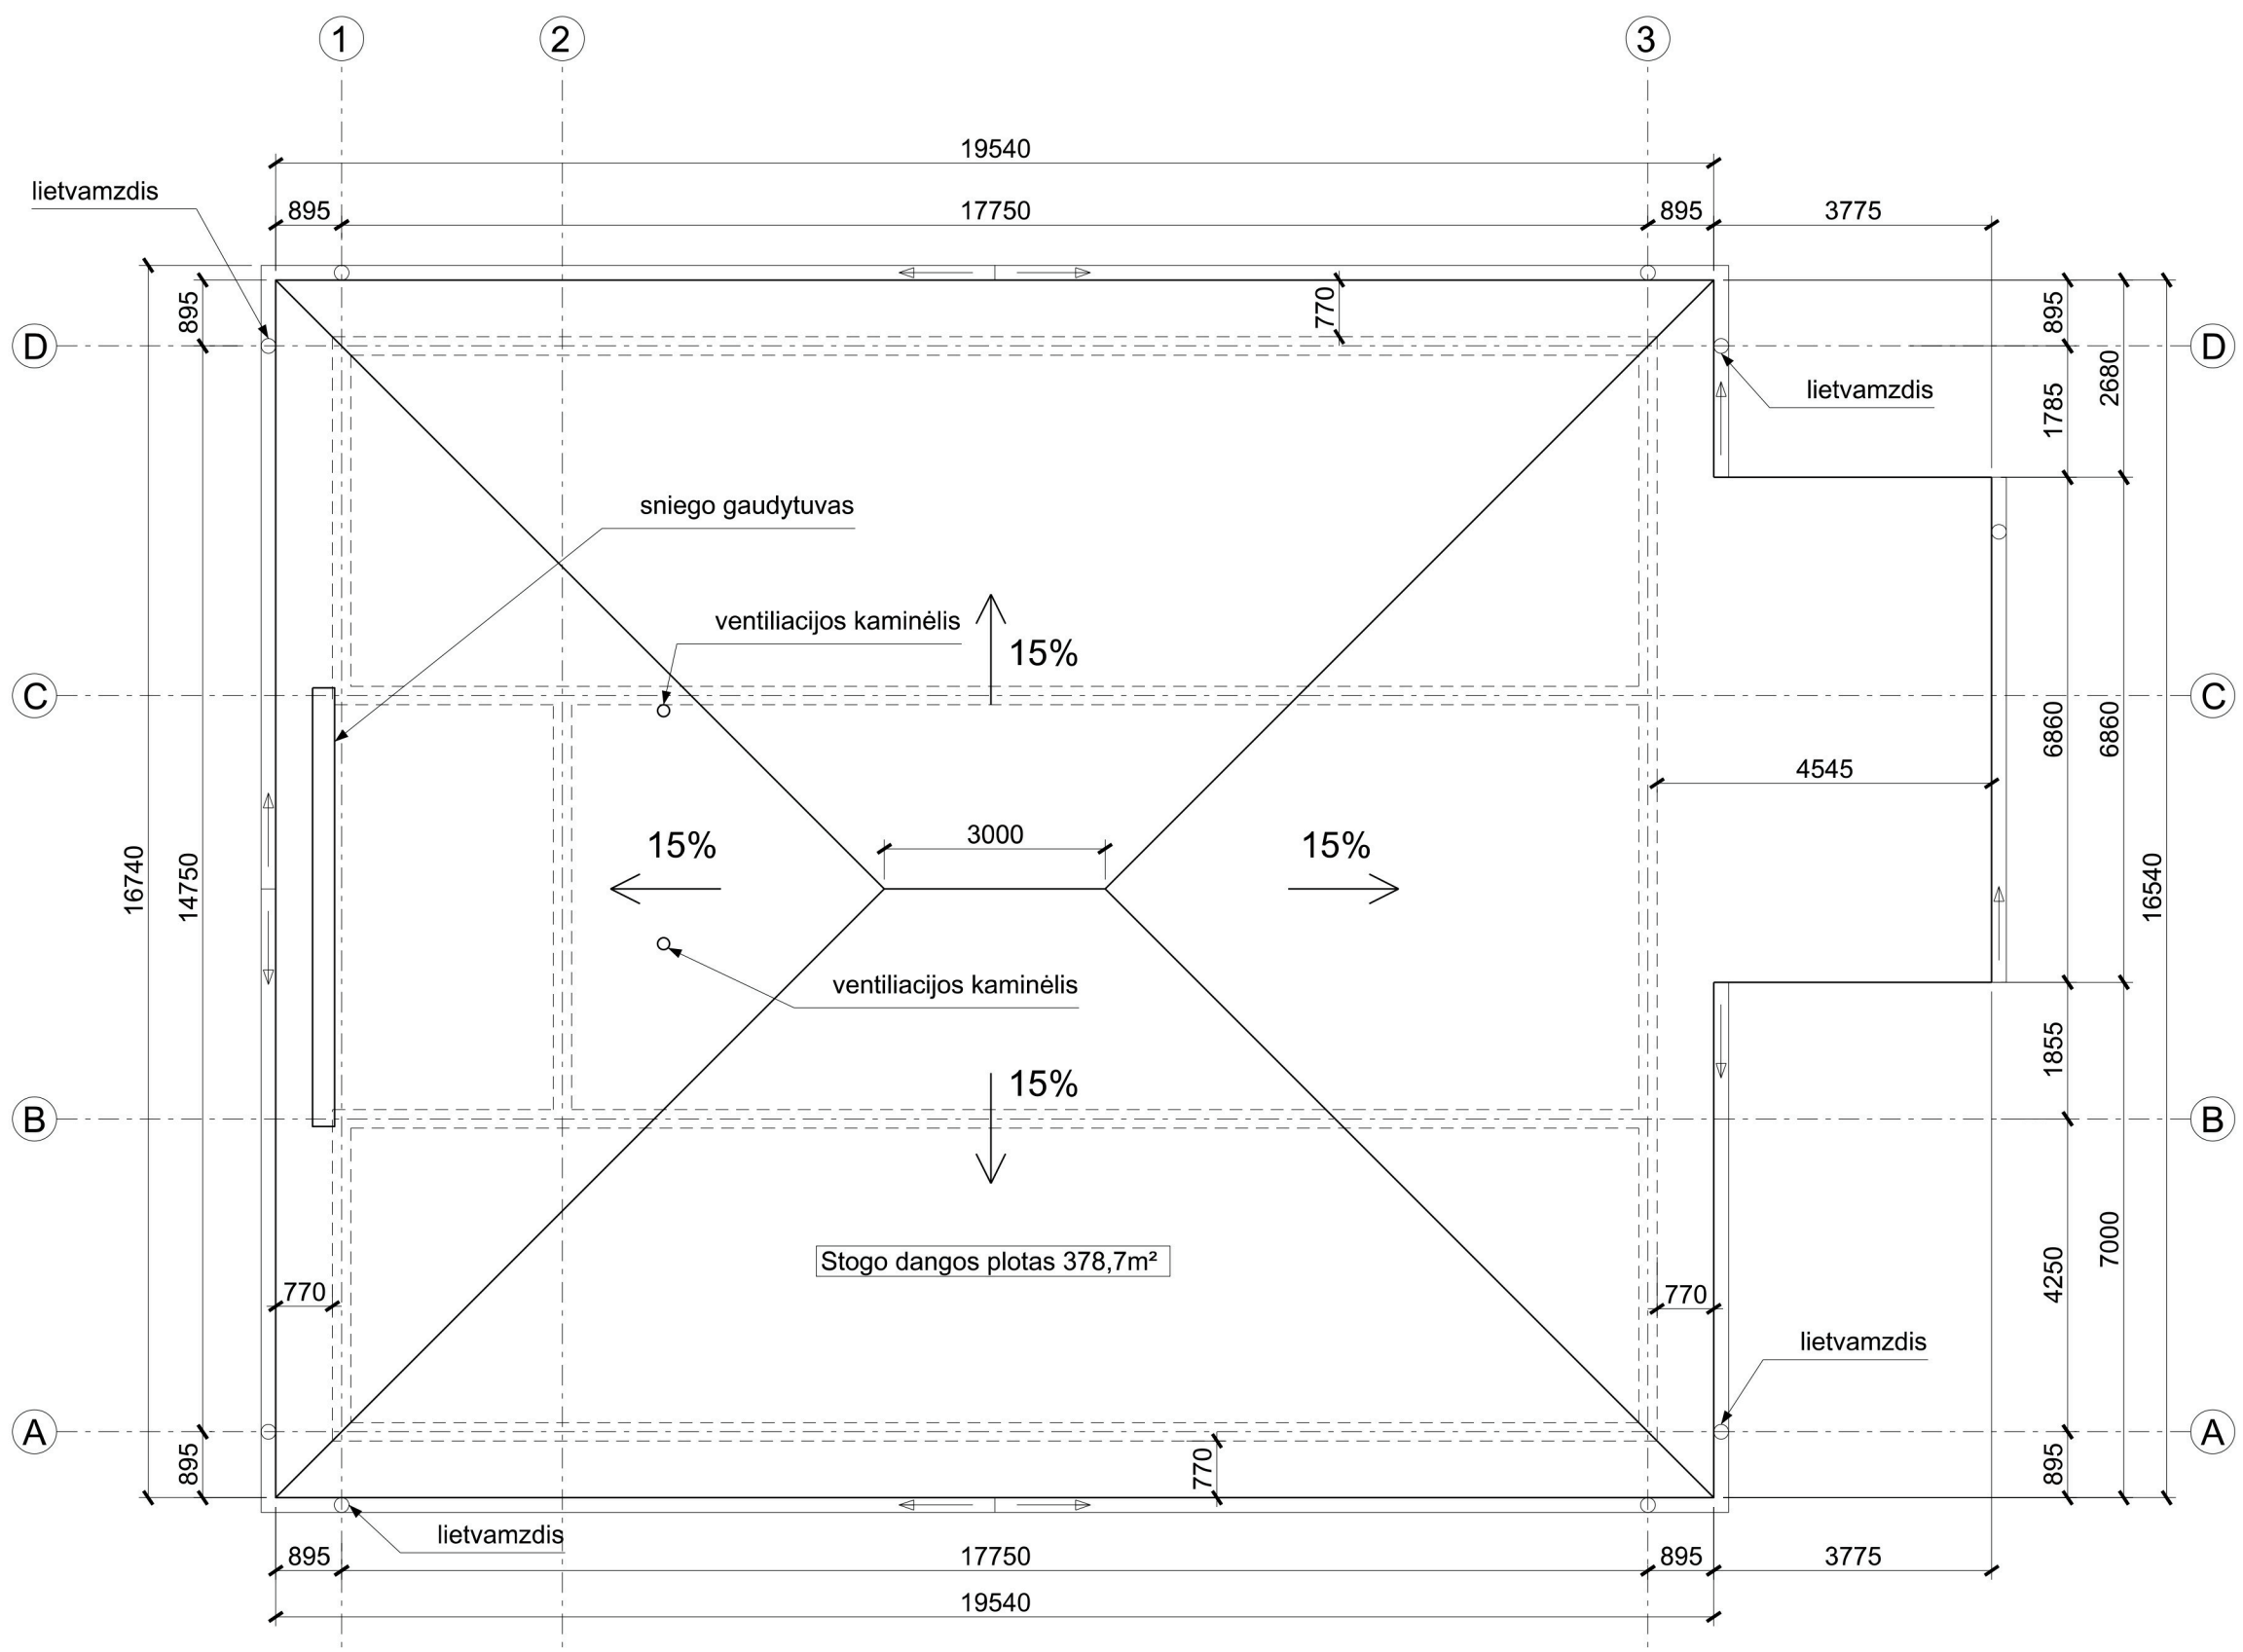 1
2
3
19540
lietvamzdis
895
17750
895
3775
895
770
895
D
D
lietvamzdis
2680
1785
sniego gaudytuvas
ventiliacijos kaminėlis
15%
C
C
6860
6860
4545
15%
3000
15%
16740
14750
16540
ventiliacijos kaminėlis
1855
15%
B
B
7000
4250
Stogo dangos plotas 378,7m²
770
770
lietvamzdis
A
A
895
770
895
lietvamzdis
895
17750
895
3775
19540